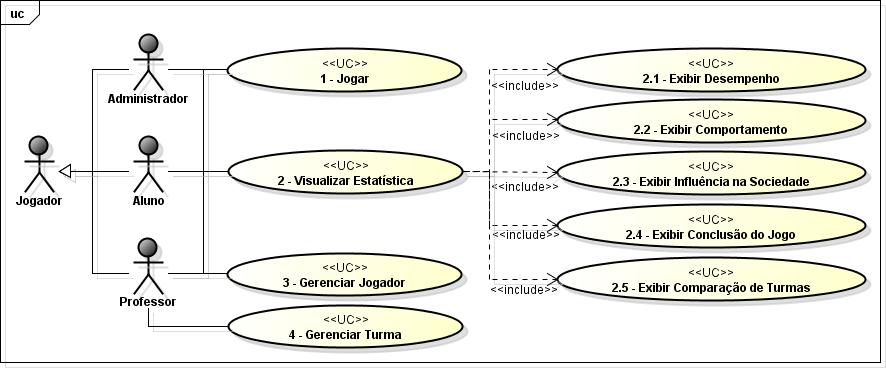 uc
Administrador
Jogador
Aluno
Professor
<<UC>>
1 - Jogar
<<UC>>
2 - Visualizar Estatística
<<UC>>
3 - Gerenciar Jogador
<<UC>>
4 - Gerenciar Turma
<<include>>
<<include>>
<<include>>
<<include>>
<<include>>
<<UC>>
2.1 - Exibir Desempenho
<<UC>>
2.2 - Exibir Comportamento
<<UC>>
2.3 - Exibir Influência na Sociedade
<<UC>>
2.4 - Exibir Conclusão do Jogo
<<UC>>
2.5 - Exibir Comparação de Turmas